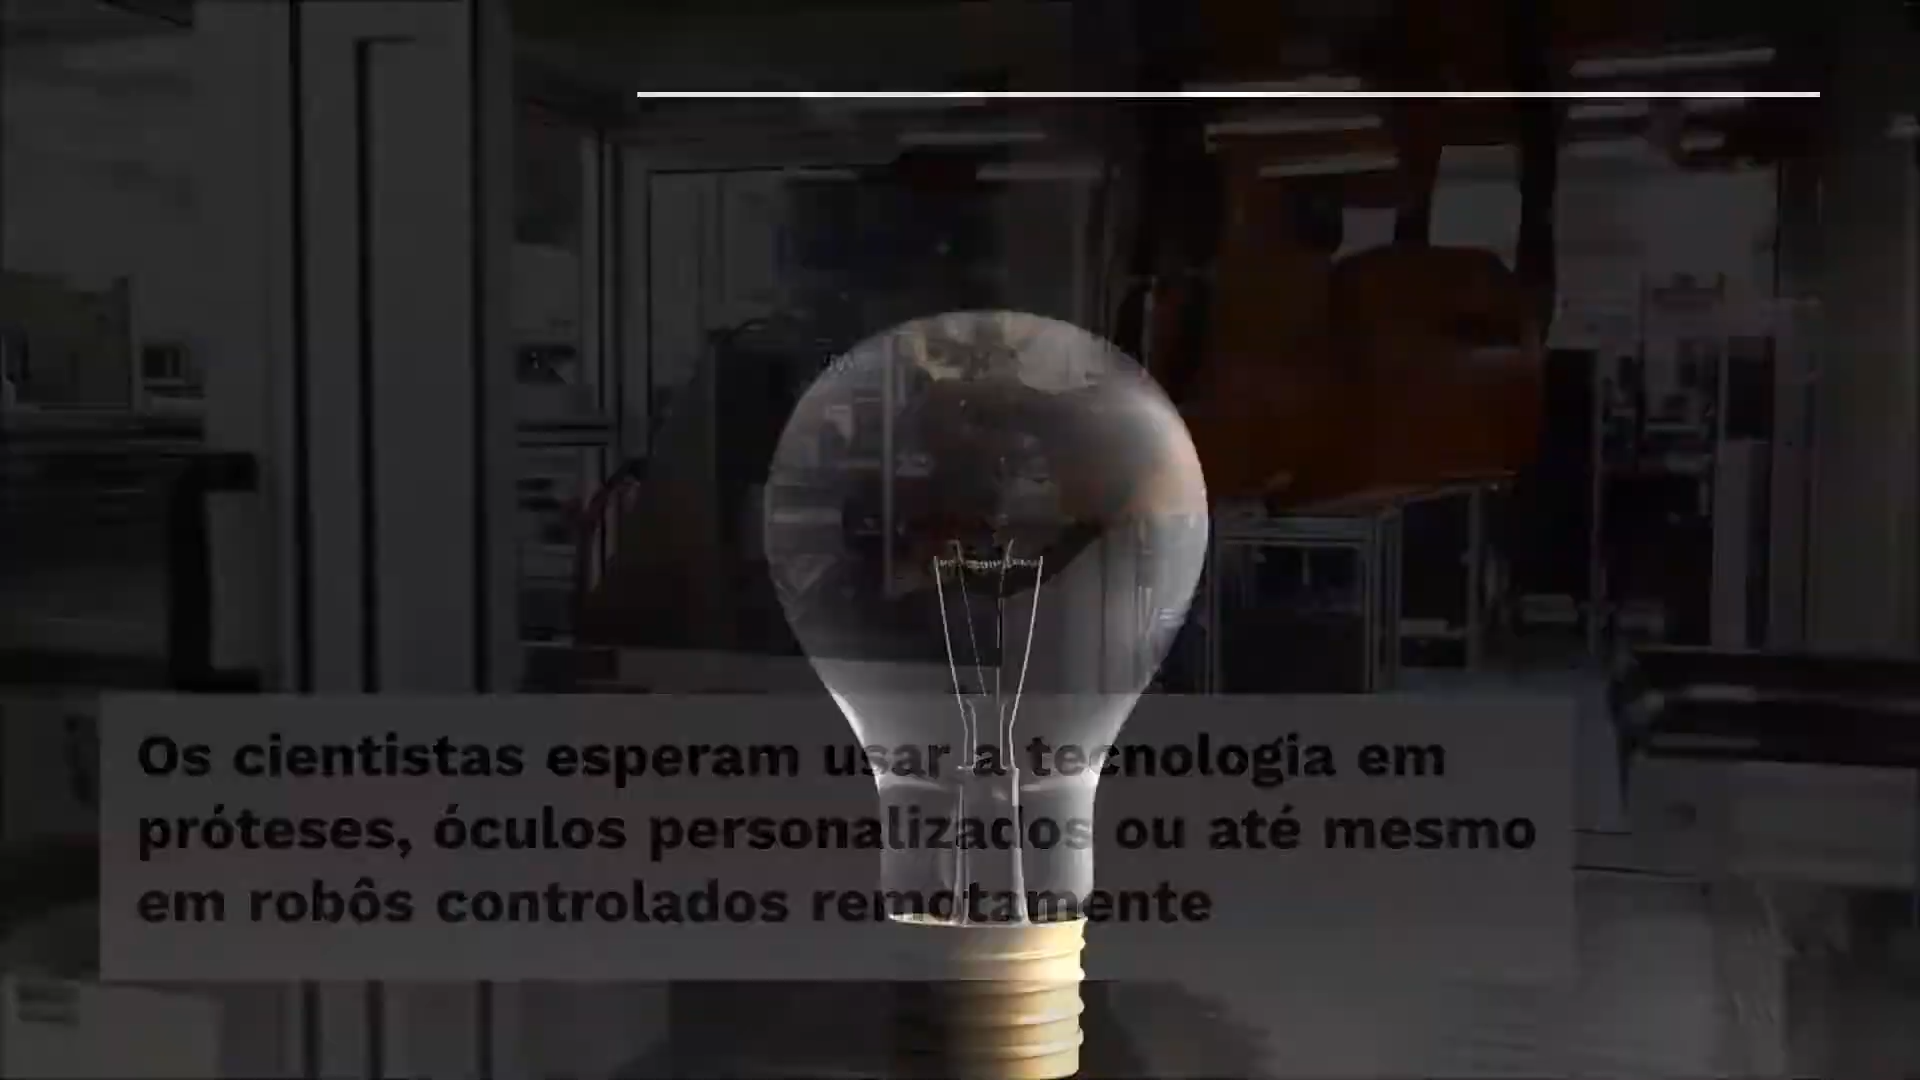 Os cientistas esperam usar a tecnologia em
próteses, óculos personalizados ou até mesmo
em robôs controlados remotamente